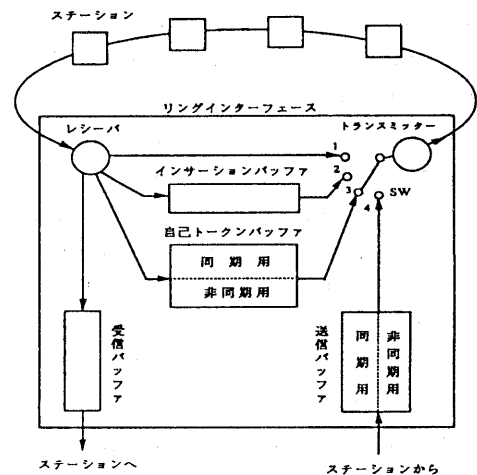 ステーション
リングインターフェース
レシーバ
トランスミッター
1
インサーションバッファ
2
3
SW
4
自己トークンバッファ
同期用
非同期用
受信バッファ
送信バッファ
同期用
非同期用
ステーションへ
ステーションから